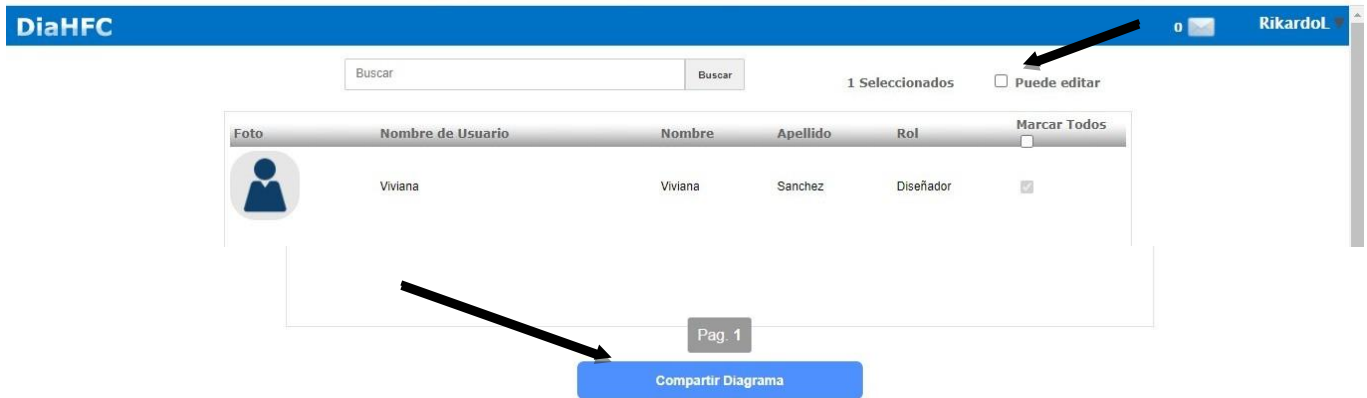 DiaHFC
0 RikardoL
Buscar Buscar 1 Seleccionados Puede editar
Foto Nombre de Usuario Nombre Apellido Rol Marcar Todos
Viviana Viviana Sanchez Diseñador
Pag. 1
Compartir Diagrama